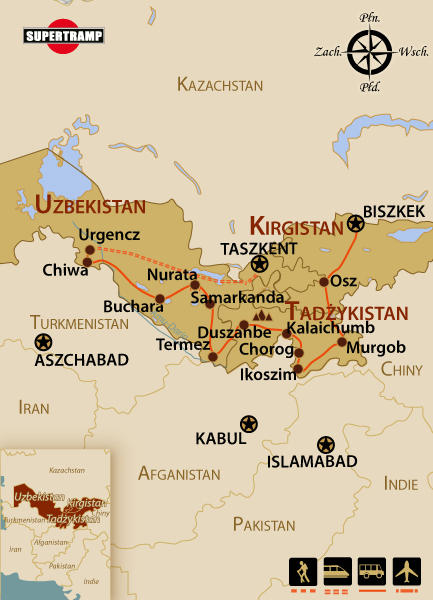 SUPERTRAMP
Płn.
Zach.
Wsch.
Płd.
KAZACHSTAN
UZBEKISTAN
KIRGISTAN
BISZKEK
Urgencz
TASZKENT
Chiwa
Nurata
Osz
Buchara
Samarkanda
TADŻYKISTAN
TURKMENISTAN
Duszanbe
Kalaichumb
Termez
Chorog
Murgob
ASZCHABAD
Ikoszim
CHINY
IRAN
KABUL
ISLAMABAD
AFGANISTAN
INDIE
PAKISTAN
Kazachstan
Uzbekistan
Kirgistan
Chiny
Turkmenistan
Tadżykistan
Iran
Afganistan
Pakistan
Indie